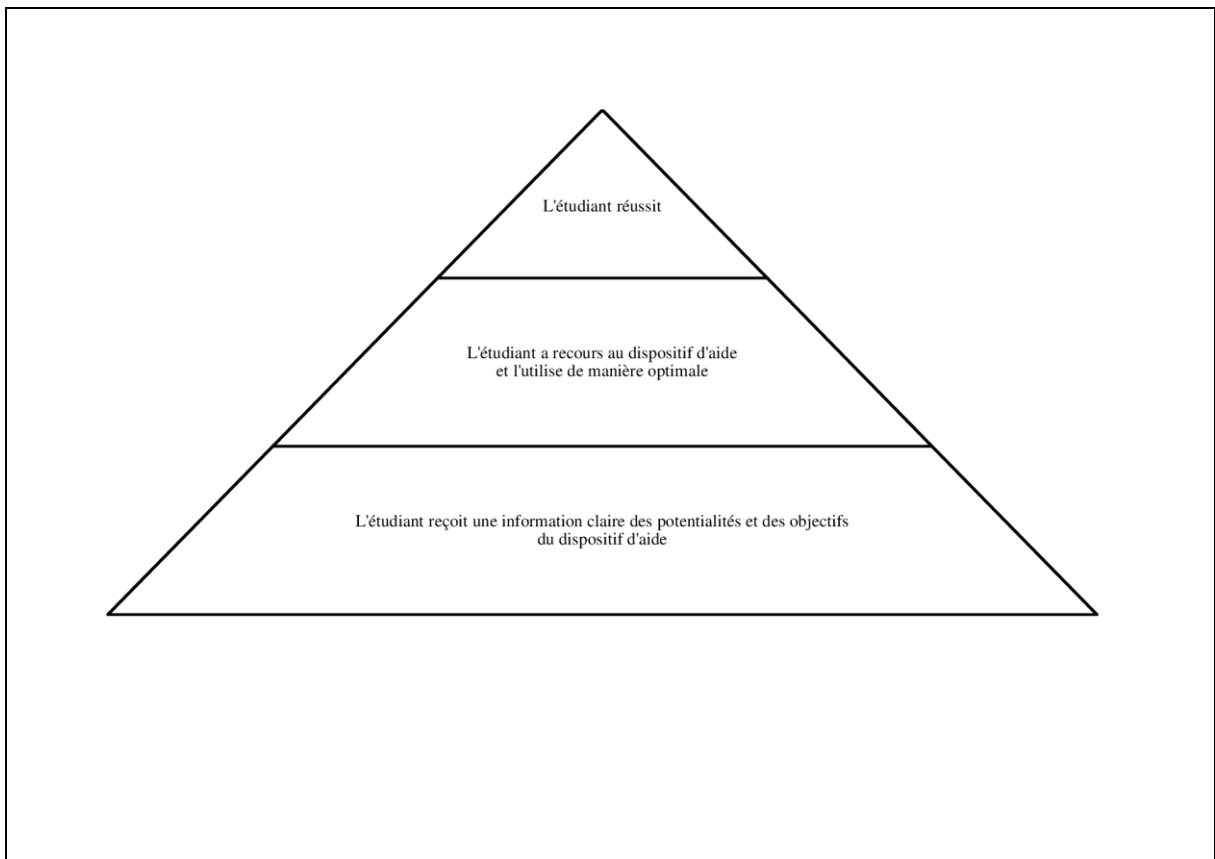 L'étudiant réussit
L'étudiant a recours au dispositif d'aide
et l'utilise de manière optimale
L'étudiant reçoit une information claire des potentialités et des objectifs
du dispositif d'aide